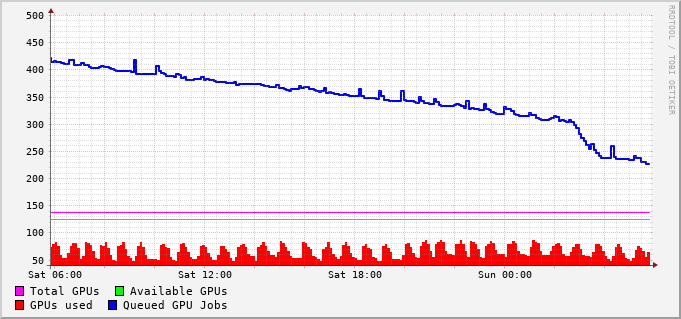 500
450
400
350
300
250
200
150
100
50
Sat 06:00 Sat 12:00 Sat 18:00 Sun 00:00
Total GPUs Available GPUs
GPUs used Queued GPU Jobs
RRDTOOL / TOBI OETIKER